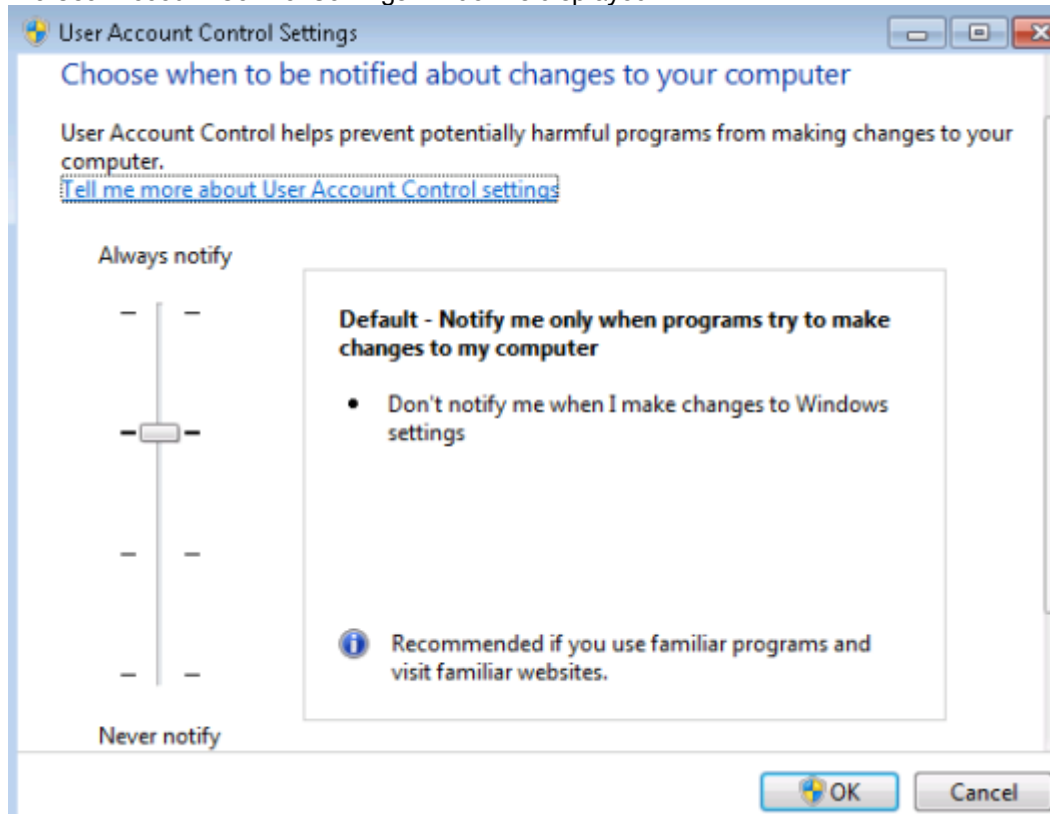 User Account Control Settings
Choose when to be notified about changes to your computer
User Account Control helps prevent potentially harmful programs from making changes to your
computer.
Tell me more about User Account Control settings
Always notify
Default - Notify me only when programs try to make
changes to my computer
• Don't notify me when I make changes to Windows
settings
Recommended if you use familiar programs and
visit familiar websites.
Never notify
OK Cancel